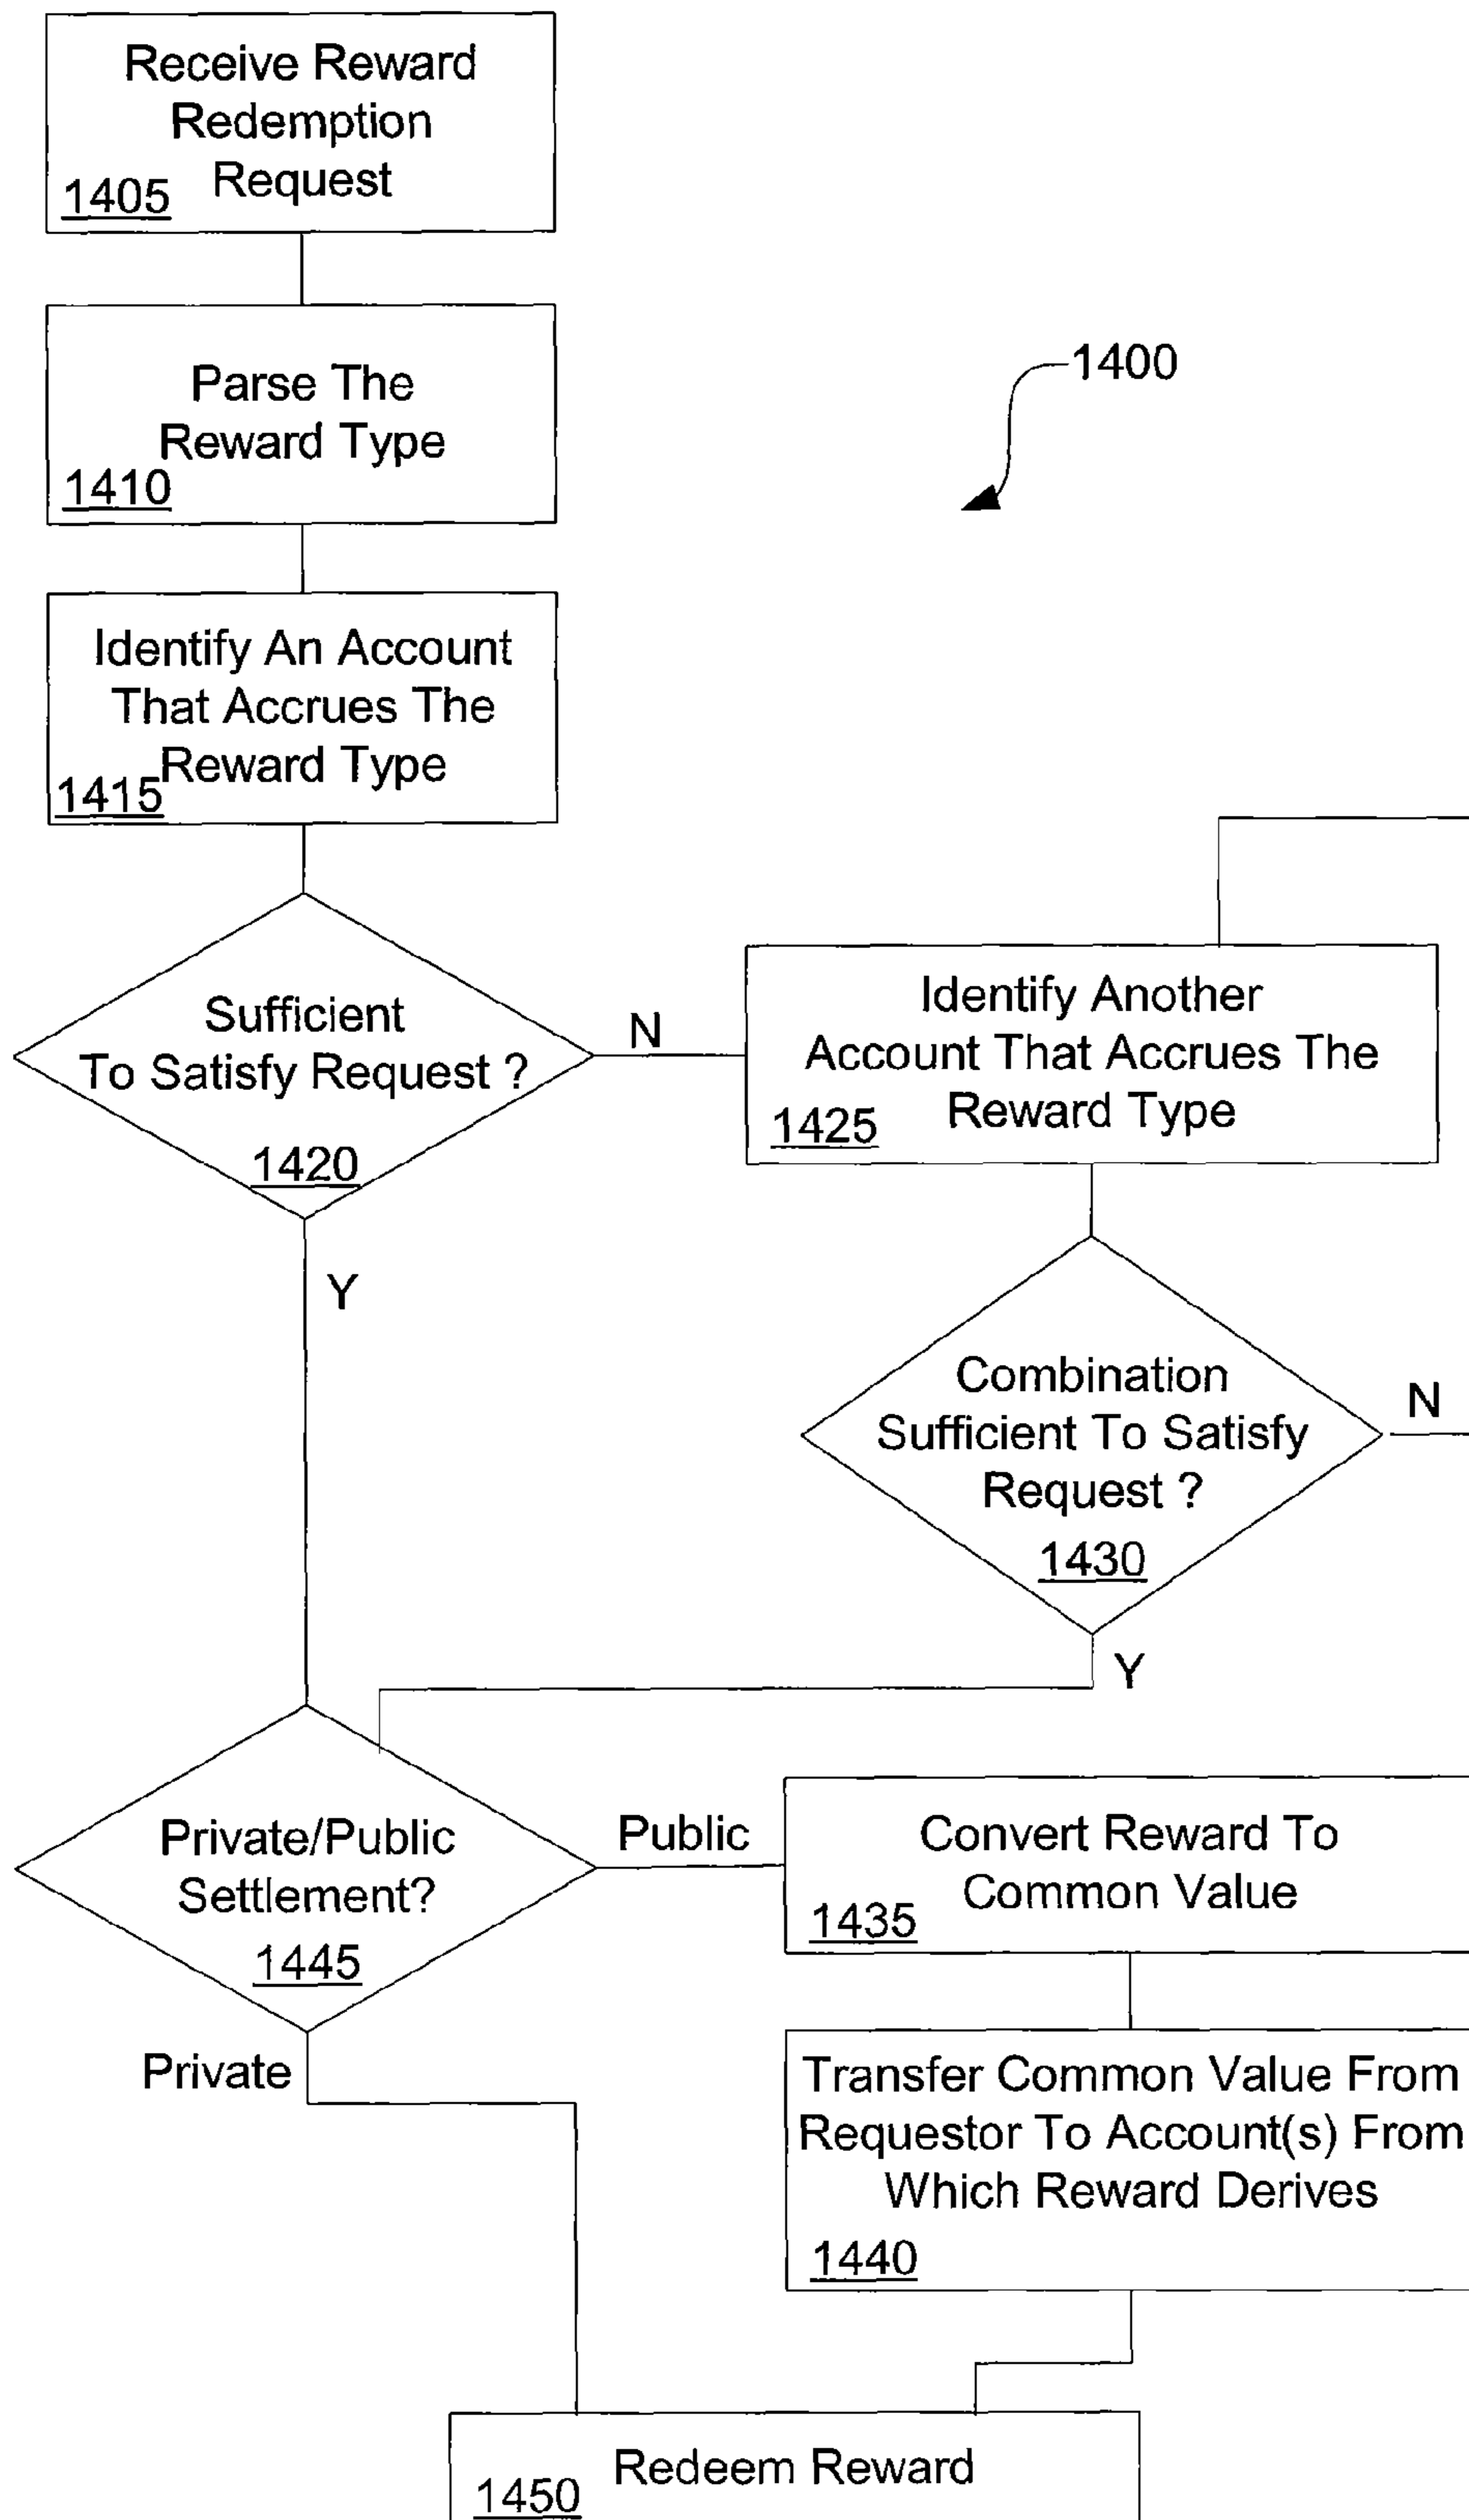 Receive Reward
Redemption
Request
1405
Parse The
Reward Type
1410
1400
Identify An Account
That Accrues The
Reward Type
1415
Sufficient
To Satisfy Request ?
1420
N
Y
Identify Another
Account That Accrues The
Reward Type
1425
Combination
Sufficient To Satisfy
Request ?
1430
N
Y
Private/Public
Settlement?
1445
Public
Private
Convert Reward To
Common Value
1435
Transfer Common Value From
Requestor To Account(s) From
Which Reward Derives
1440
Redeem Reward
1450